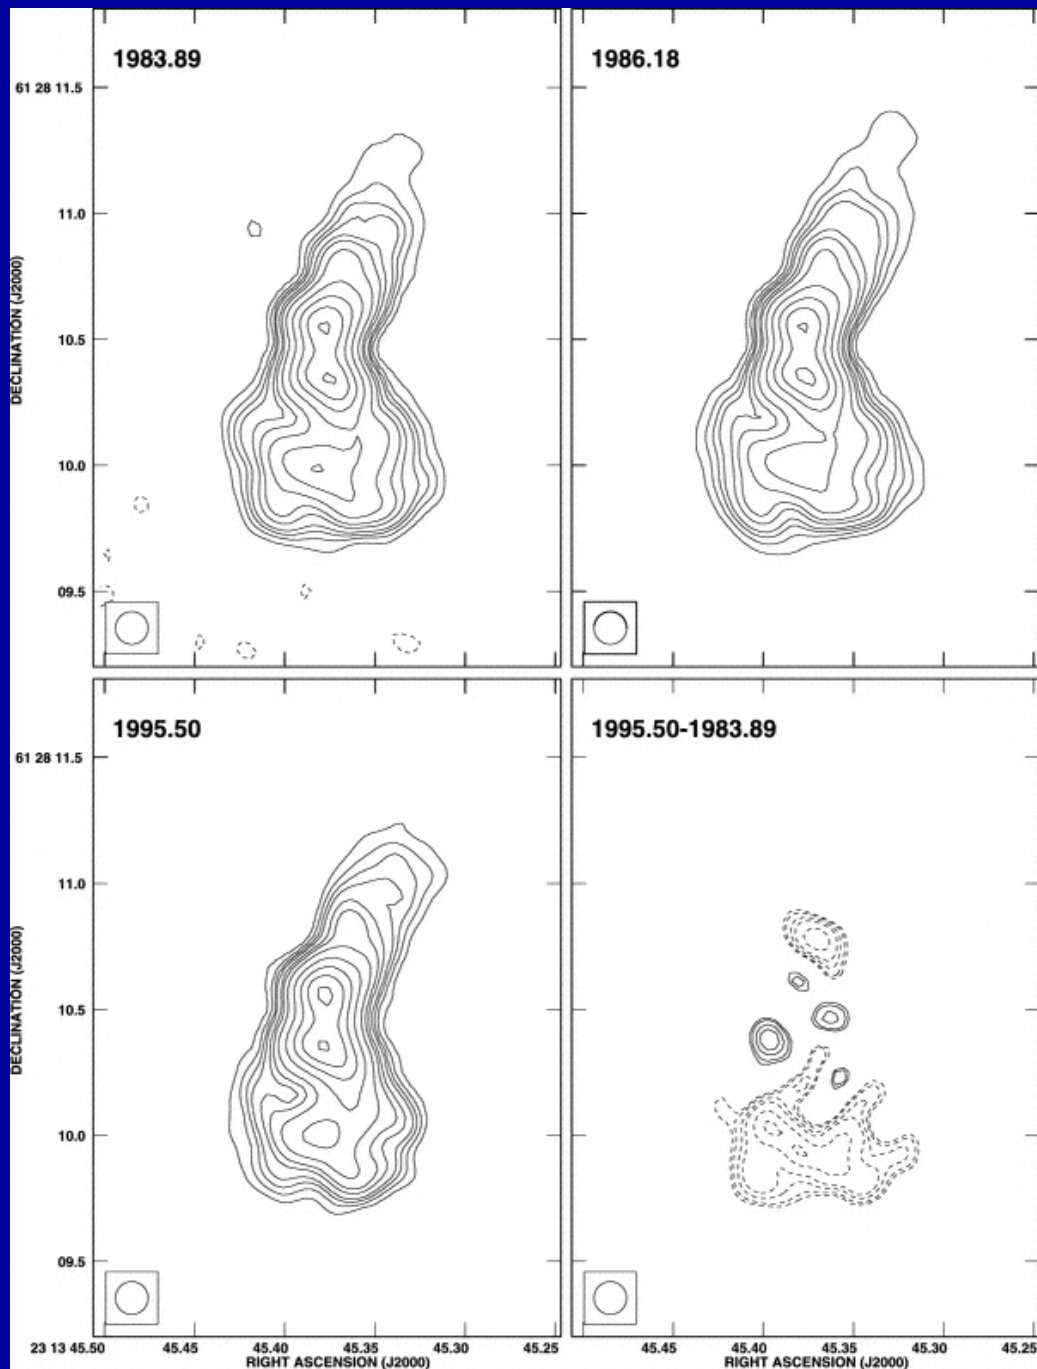 1983.89
1986.18
61 28 11.5
11.0
10.5
10.0
09.5
DECLINATION (J2000)
1995.50
1995.50-1983.89
61 28 11.5
11.0
10.5
10.0
09.5
DECLINATION (J2000)
23 13 45.50 45.45 45.40 45.35 45.30 45.25
RIGHT ASCENSION (J2000)
45.45 45.40 45.35 45.30 45.25
RIGHT ASCENSION (J2000)